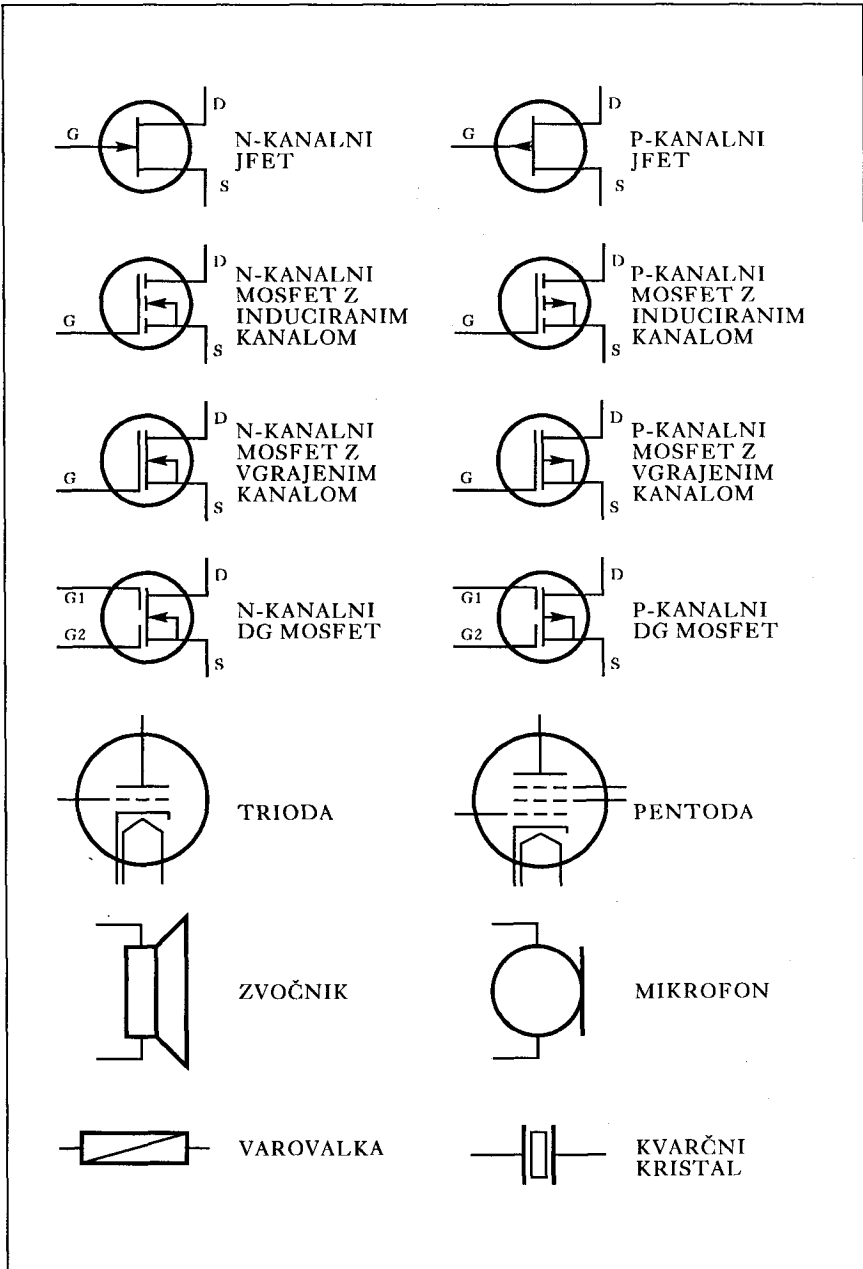 D
G
N-KANALNI
JFET
S
D
G
P-KANALNI
JFET
S
D
N-KANALNI
MOSFET Z
INDUCIRANIM
KANALOM
G
S
D
P-KANALNI
MOSFET Z
INDUCIRANIM
KANALOM
G
S
D
N-KANALNI
MOSFET Z
VGRAJENIM
KANALOM
G
S
D
P-KANALNI
MOSFET Z
VGRAJENIM
KANALOM
G
S
D
G1
N-KANALNI
DG MOSFET
G2
S
D
G1
P-KANALNI
DG MOSFET
G2
S
TRIODA
PENTODA
ZVOČNIK
MIKROFON
VAROVALKA
KVARČNI
KRISTAL